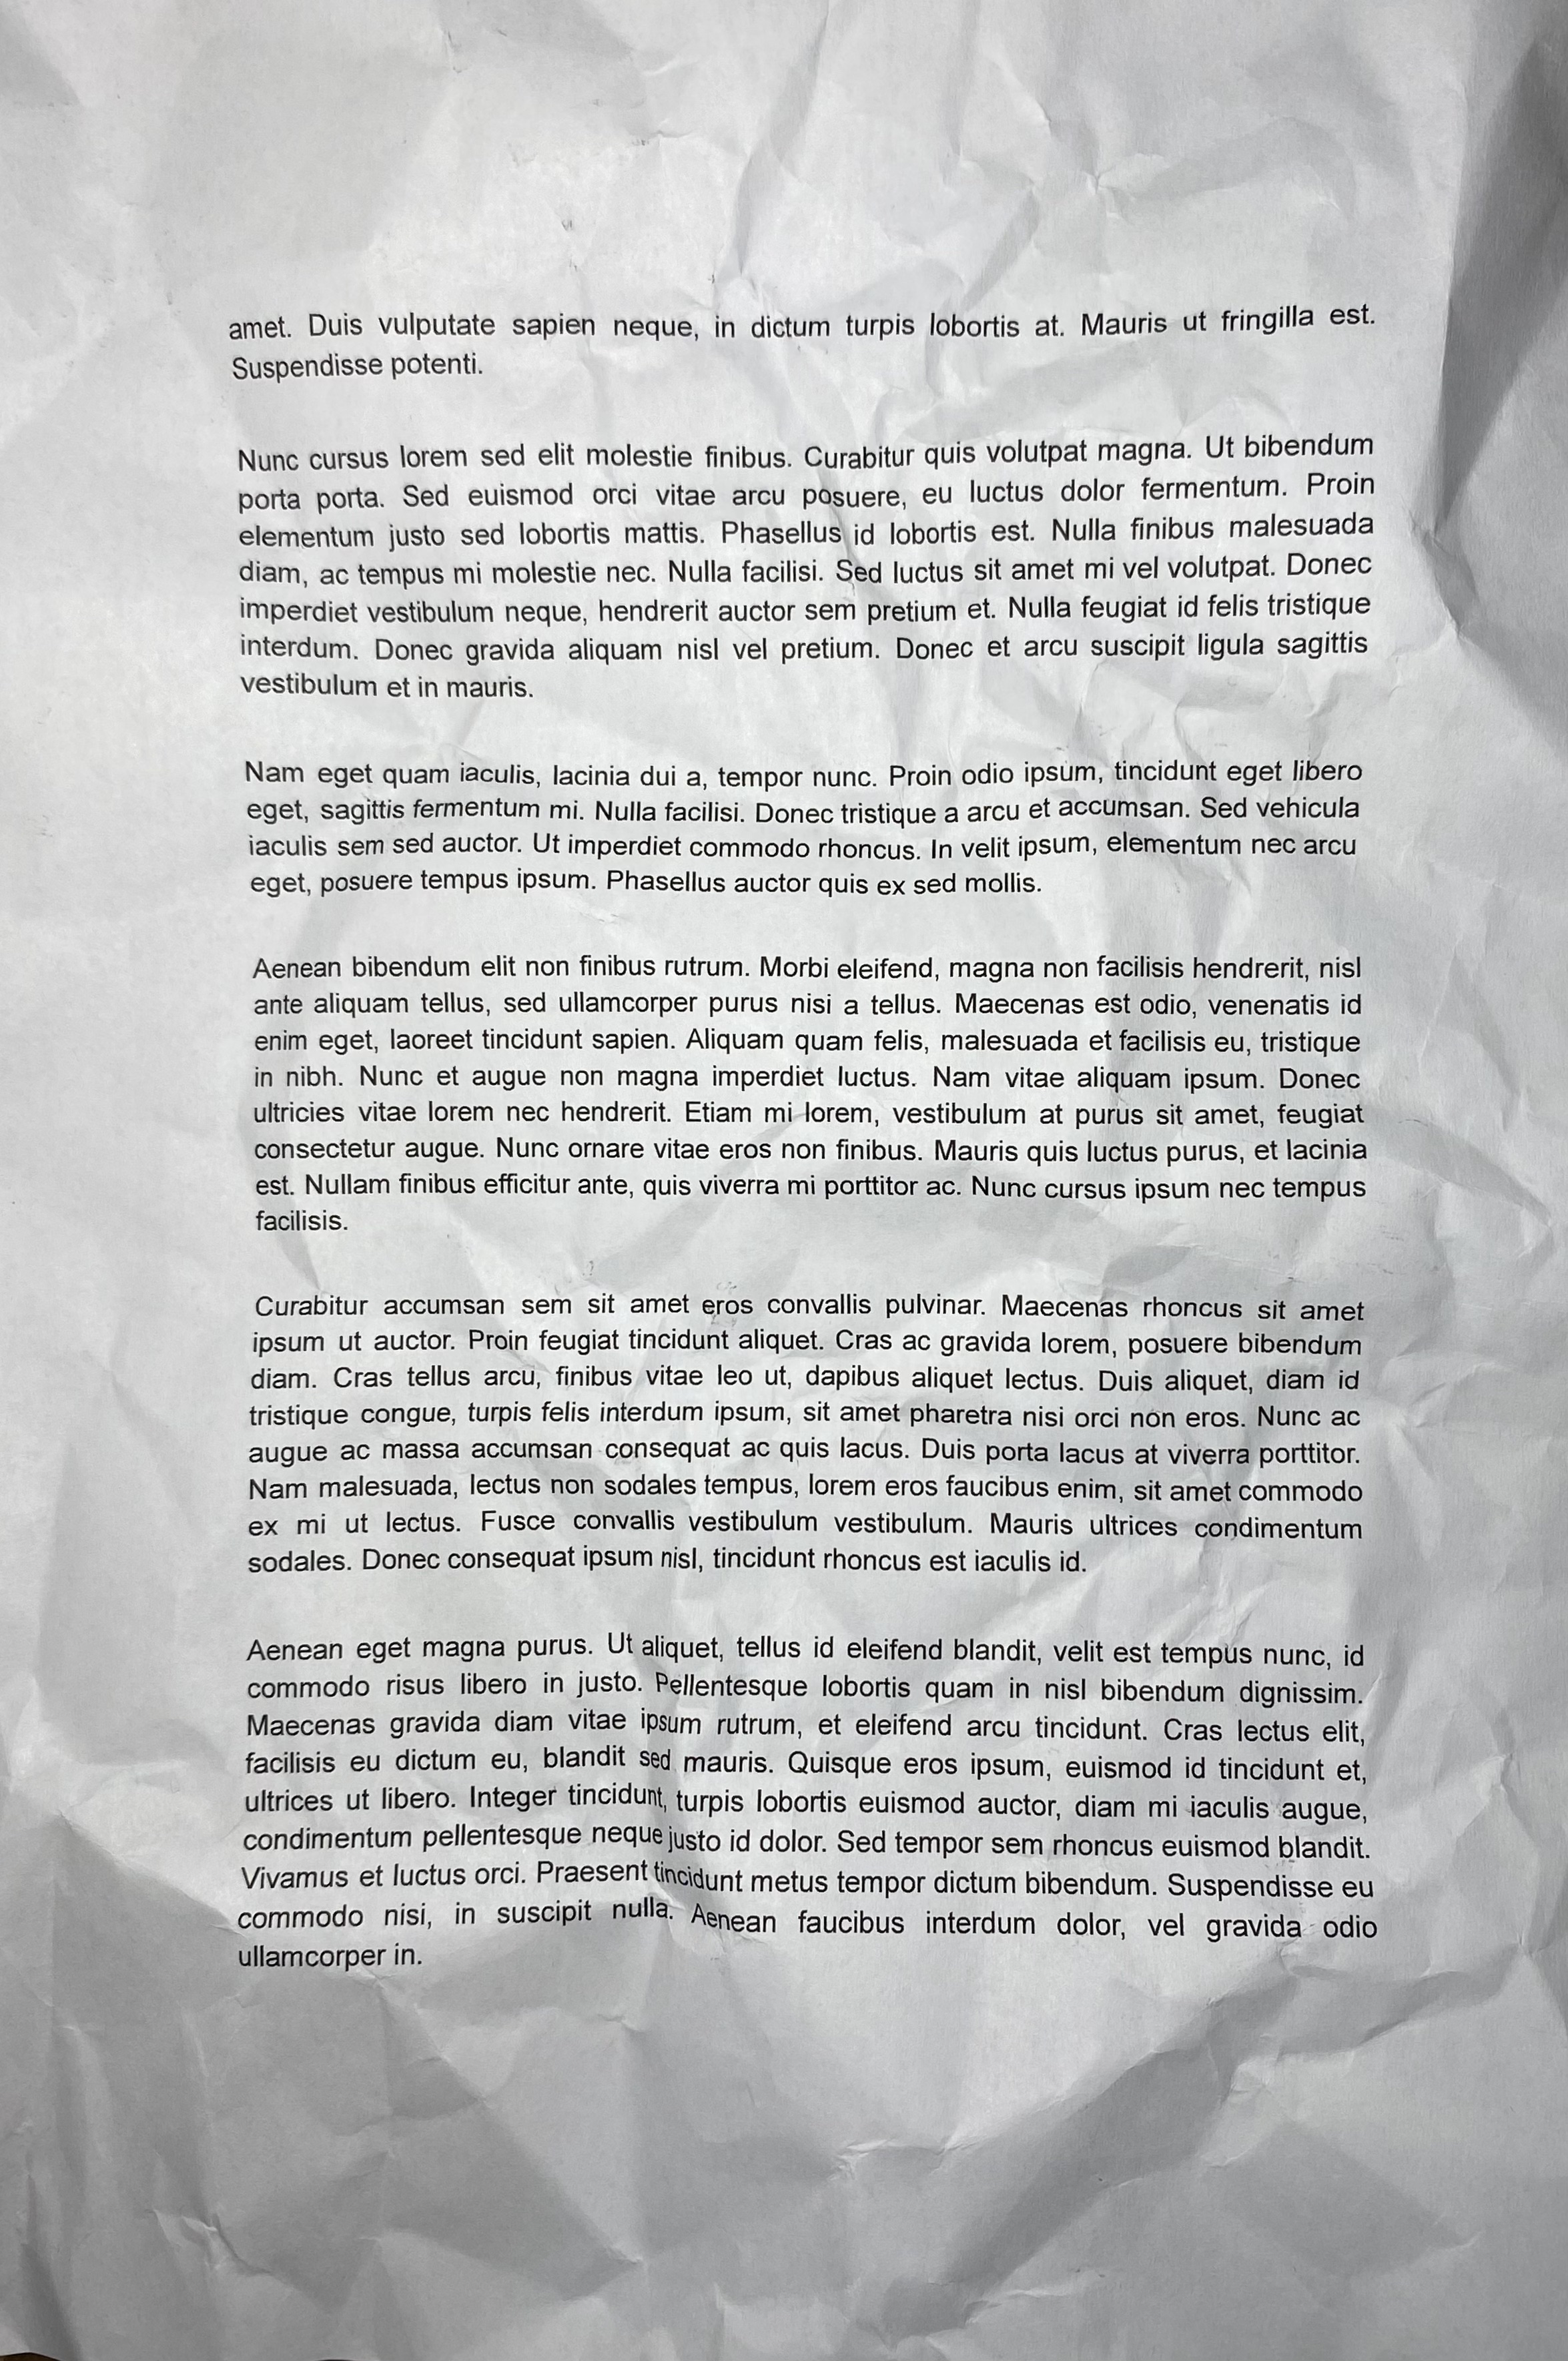 amet. Duis vulputate sapien neque, in dictum turpis lobortis at. Mauris ut fringilla est.
Suspendisse potenti.
Nunc cursus lorem sed elit molestie finibus. Curabitur quis volutpat magna. Ut bibendum
porta porta. Sed euismod orci vitae arcu posuere, eu luctus dolor fermentum. Proin
elementum justo sed lobortis mattis. Phasellus id lobortis est. Nulla finibus malesuada
diam, ac tempus mi molestie nec. Nulla facilisi. Sed luctus sit amet mi vel volutpat. Donec
imperdiet vestibulum neque, hendrerit auctor sem pretium et. Nulla feugiat id felis tristique
interdum. Donec gravida aliquam nisl vel pretium. Donec et arcu suscipit ligula sagittis
vestibulum et in mauris.
Nam eget quam iaculis, lacinia dui a, tempor nunc. Proin odio ipsum, tincidunt eget libero
eget, sagittis fermentum mi. Nulla facilisi. Donec tristique a arcu et accumsan. Sed vehicula
iaculis sem sed auctor. Ut imperdiet commodo rhoncus. In velit ipsum, elementum nec arcu
eget, posuere tempus ipsum. Phasellus auctor quis ex sed mollis.
Aenean bibendum elit non finibus rutrum. Morbi eleifend, magna non facilisis hendrerit, nisl
ante aliquam tellus, sed ullamcorper purus nisi a tellus. Maecenas est odio, venenatis id
enim eget, laoreet tincidunt sapien. Aliquam quam felis, malesuada et facilisis eu, tristique
in nibh. Nunc et augue non magna imperdiet luctus. Nam vitae aliquam ipsum. Donec
ultricies vitae lorem nec hendrerit. Etiam mi lorem, vestibulum at purus sit amet, feugiat
consectetur augue. Nunc ornare vitae eros non finibus. Mauris quis luctus purus, et lacinia
est. Nullam finibus efficitur ante, quis viverra mi porttitor ac. Nunc cursus ipsum nec tempus
facilisis.
Curabitur accumsan sem sit amet eros convallis pulvinar. Maecenas rhoncus sit amet
ipsum ut auctor. Proin feugiat tincidunt aliquet. Cras ac gravida lorem, posuere bibendum
diam. Cras tellus arcu, finibus vitae leo ut, dapibus aliquet lectus. Duis aliquet, diam id
tristique congue, turpis felis interdum ipsum, sit amet pharetra nisi orci non eros. Nunc ac
augue ac massa accumsan consequat ac quis lacus. Duis porta lacus at viverra porttitor.
Nam malesuada, lectus non sodales tempus, lorem eros faucibus enim, sit amet commodo
ex mi ut lectus. Fusce convallis vestibulum vestibulum. Mauris ultrices condimentum
sodales. Donec consequat ipsum nisl, tincidunt rhoncus est iaculis id.
Aenean eget magna purus. Ut aliquet, tellus id eleifend blandit, velit est tempus nunc, id
commodo risus libero in justo. Pellentesque lobortis quam in nisl bibendum dignissim.
Maecenas gravida diam vitae ipsum rutrum, et eleifend arcu tincidunt. Cras lectus elit,
facilisis eu dictum eu, blandit sed mauris. Quisque eros ipsum, euismod id tincidunt et,
ultrices ut libero. Integer tincidunt, turpis lobortis euismod auctor, diam mi iaculis augue,
condimentum pellentesque neque justo id dolor. Sed tempor sem rhoncus euismod blandit.
Vivamus et luctus orci. Praesent tincidunt metus tempor dictum bibendum. Suspendisse eu
commodo nisi, in suscipit nulla. Aenean faucibus interdum dolor, vel gravida odio
ullamcorper in.